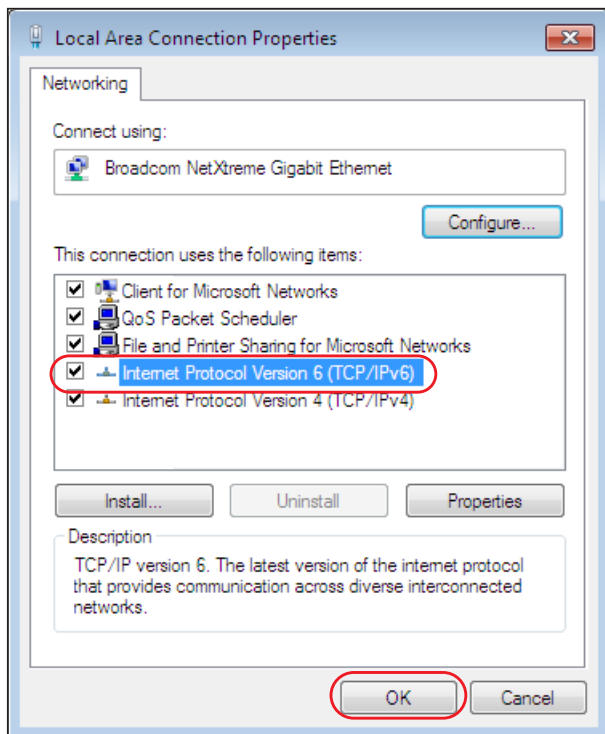 Local Area Connection Properties
Networking
Connect using:
Broadcom NetXtreme Gigabit Ethernet
Configure...
This connection uses the following items:
Client for Microsoft Networks
QoS Packet Scheduler
File and Printer Sharing for Microsoft Networks
Internet Protocol Version 6 (TCP/IPv6)
Internet Protocol Version 4 (TCP/IPv4)
Install... Uninstall Properties
Description
TCP/IP version 6. The latest version of the internet protocol
that provides communication across diverse interconnected
networks.
OK Cancel